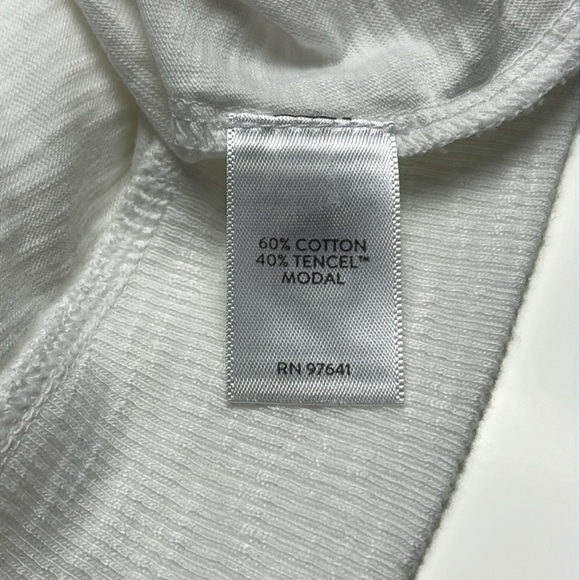 60% COTTON
40% TENCEL™
MODAL
RN 97641